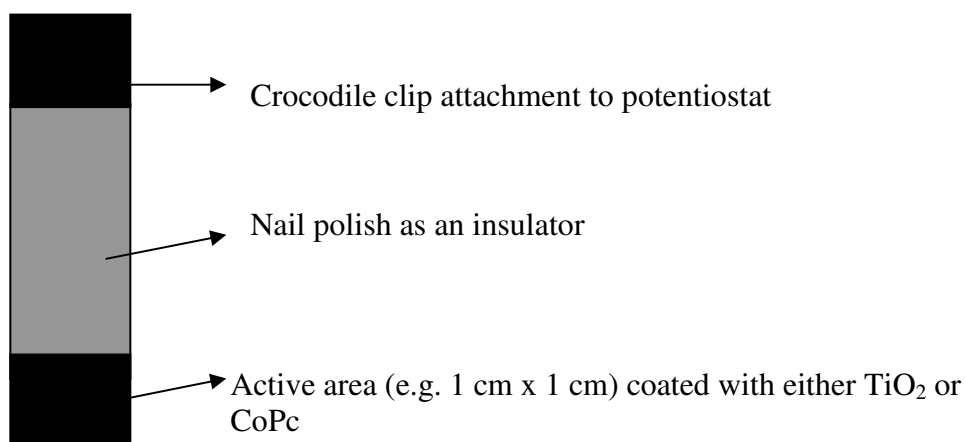 Crocodile clip attachment to potentiostat
Nail polish as an insulator
Active area (e.g. 1 cm x 1 cm) coated with either TiO₂ or
CoPc